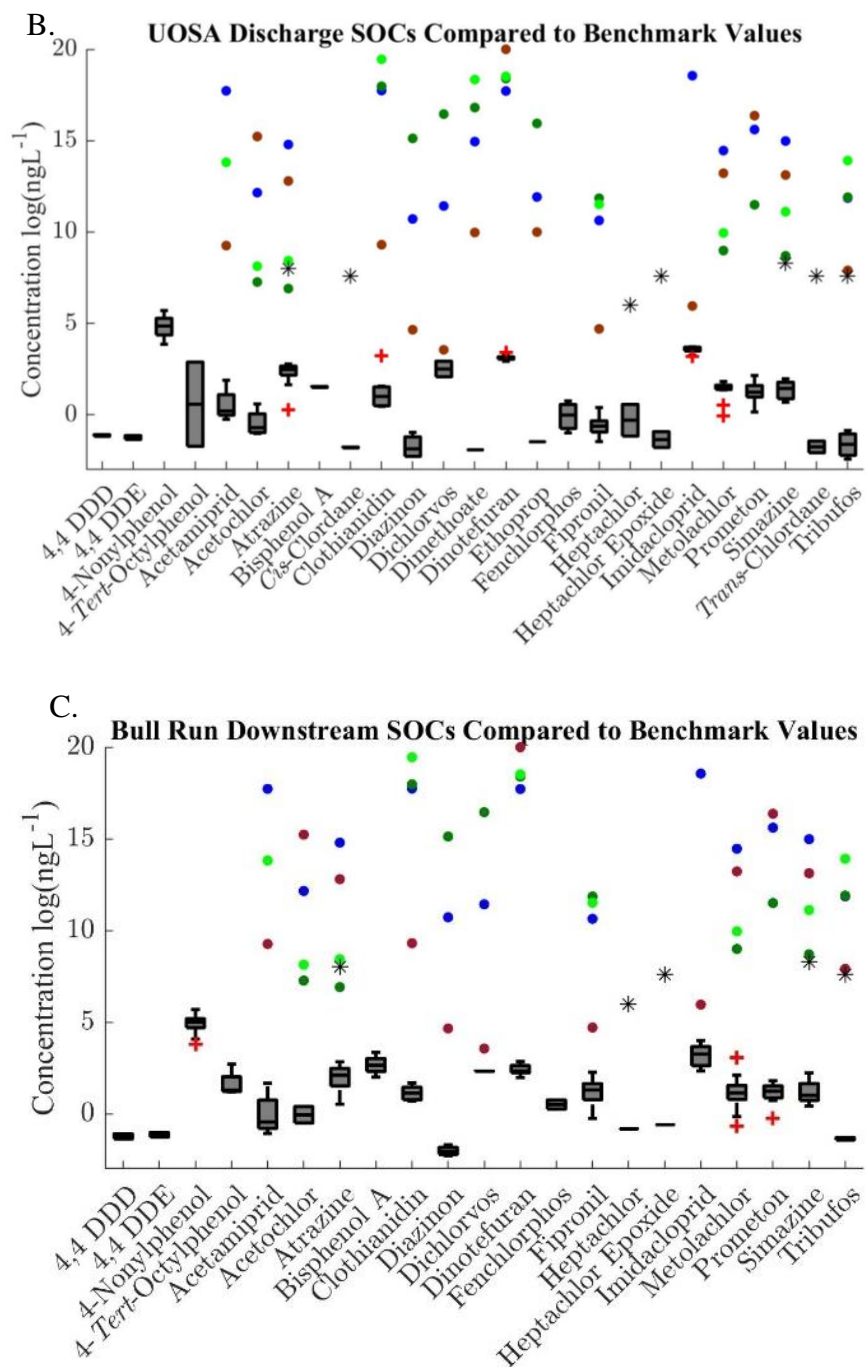 B.
UOSA Discharge SOCs Compared to Benchmark Values
Concentration log(ngL⁻¹)
20
15
10
5
0
4,4 DDD
4,4 DDE
4-Nonylphenol
4-Tert-Octylphenol
Acetamiprid
Acetochlor
Atrazine
Bisphenol A
Cis-Clordane
Clothianidin
Diazinon
Dichlorvos
Dimethoate
Dinotefuran
Ethoprop
Fenchlorphos
Fipronil
Heptachlor
Heptachlor Epoxide
Imidacloprid
Metolachlor
Prometon
Simazine
Trans-Chlordane
Tribufos
C.
Bull Run Downstream SOCs Compared to Benchmark Values
Concentration log(ngL⁻¹)
20
15
10
5
0
4,4 DDD
4,4 DDE
4-Nonylphenol
4-Tert-Octylphenol
Acetamiprid
Acetochlor
Atrazine
Bisphenol A
Clothianidin
Diazinon
Dichlorvos
Dinotefuran
Fenchlorphos
Fipronil
Heptachlor
Heptachlor Epoxide
Imidacloprid
Metolachlor
Prometon
Simazine
Tribufos